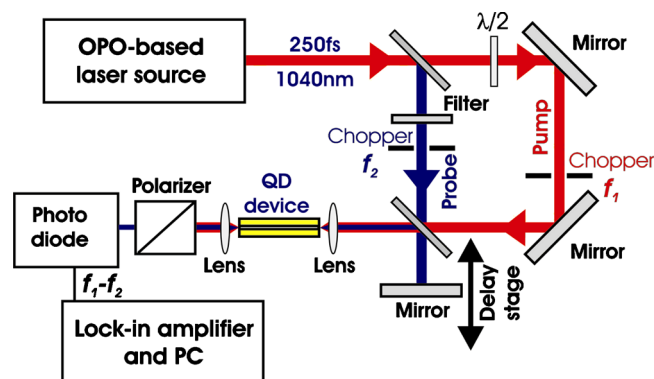 OPO-based
laser source
250fs
1040nm
λ/2
Mirror
Filter
Chopper
f2
Probe
Pump
Chopper
f1
Polarizer
QD
device
Photo
diode
Lens
Lens
Mirror
Mirror
Delay
stage
f1-f2
Lock-in amplifier
and PC